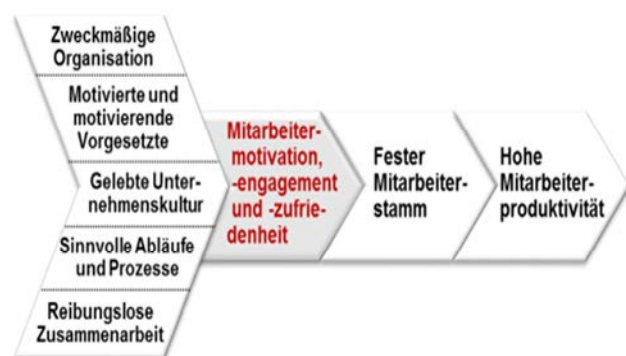 Zweckmäßige
Organisation
Motivierte und
motivierende
Vorgesetzte
Gelebte Unter-
nehmenskultur
Sinnvolle Abläufe
und Prozesse
Reibungslose
Zusammenarbeit
Mitarbeiter-
motivation,
-engagement
und -zufrie-
denheit
Fester
Mitarbeiter-
stamm
Hohe
Mitarbeiter-
produktivität